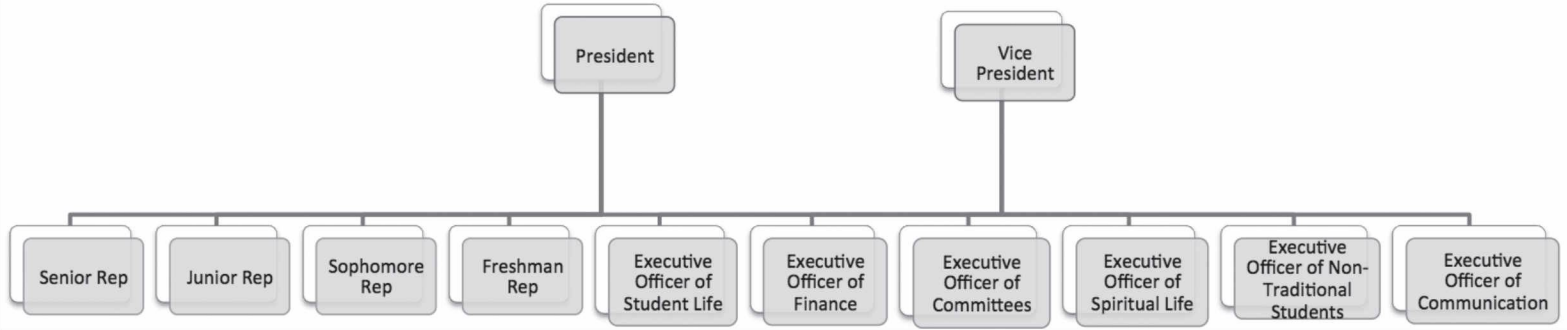 President
Vice
President
Senior Rep
Junior Rep
Sophomore
Rep
Freshman
Rep
Executive
Officer of
Student Life
Executive
Officer of
Finance
Executive
Officer of
Committees
Executive
Officer of
Spiritual Life
Executive
Officer of Non-
Traditional
Students
Executive
Officer of
Communication